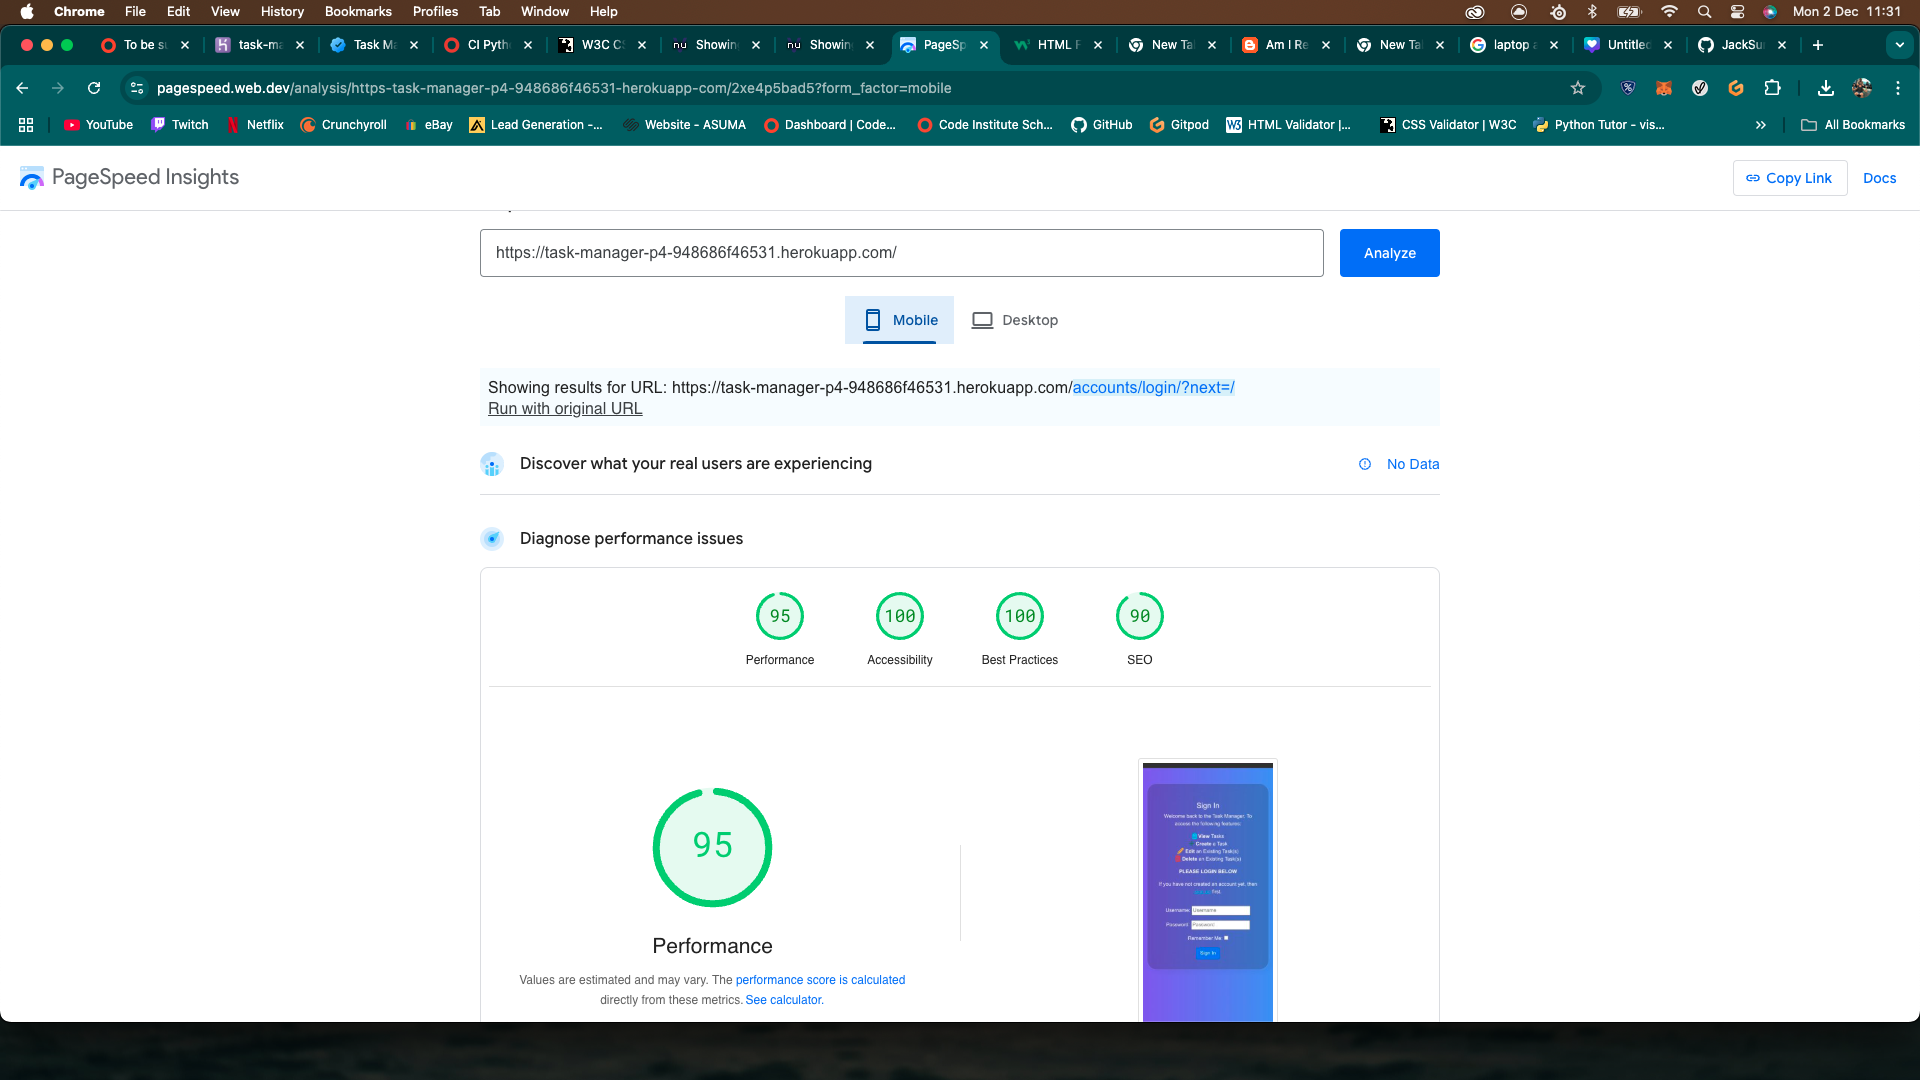 Chrome File Edit View History Bookmarks Profiles Tab Window Help Mon 2 Dec 11:31
To be su task-ma Task Ma CI Pytho W3C CS Showing Showing PageSp HTML F New Tab Am I Re New Tab laptop a Untitled JackSu
pagespeed.web.dev/analysis/https-task-manager-p4-948686f46531-herokuapp-com/2xe4p5bad5?form_factor=mobile
YouTube Twitch Netflix Crunchyroll eBay Lead Generation -... Website - ASUMA Dashboard | Code... Code Institute Sch... GitHub Gitpod HTML Validator |... CSS Validator | W3C Python Tutor - vis... All Bookmarks
PageSpeed Insights Copy Link Docs
https://task-manager-p4-948686f46531.herokuapp.com/ Analyze
Mobile Desktop
Showing results for URL: https://task-manager-p4-948686f46531.herokuapp.com/accounts/login/?next=/
Run with original URL
Discover what your real users are experiencing No Data
Diagnose performance issues
95 100 100 90
Performance Accessibility Best Practices SEO
95
Performance
Values are estimated and may vary. The performance score is calculated
directly from these metrics. See calculator.
Sign In
Welcome back to the Task Manager. To
access the following features:
View Tasks
Create a Task
Edit an Existing Task(s)
Delete an Existing Task(s)
PLEASE LOGIN BELOW
If you have not created an account yet, then
first.
Username: Username
Password: Password
Remember Me
Sign In